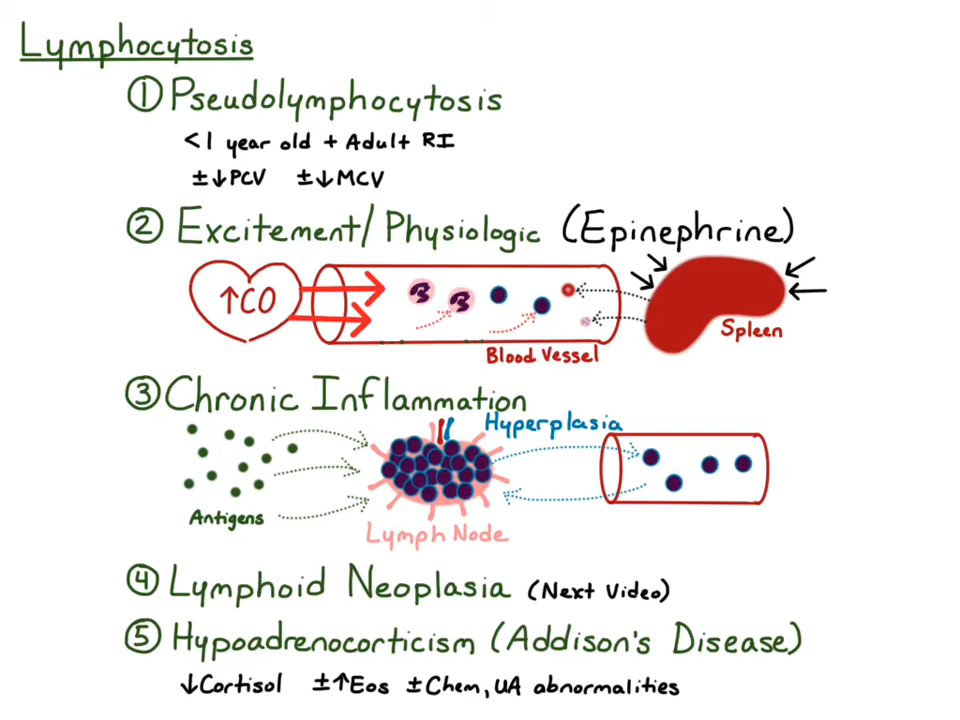 Lymphocytosis
① Pseudolymphocytosis
<1 year old + Adult RI
±↓PCV ±↓MCV
② Excitement/Physiologic (Epinephrine)
↑CO
Spleen
Blood Vessel
③ Chronic Inflammation
Hyperplasia
Antigens
Lymph Node
④ Lymphoid Neoplasia (Next Video)
⑤ Hypoadrenocorticism (Addison's Disease)
↓Cortisol ±↑Eos ±Chem, UA abnormalities